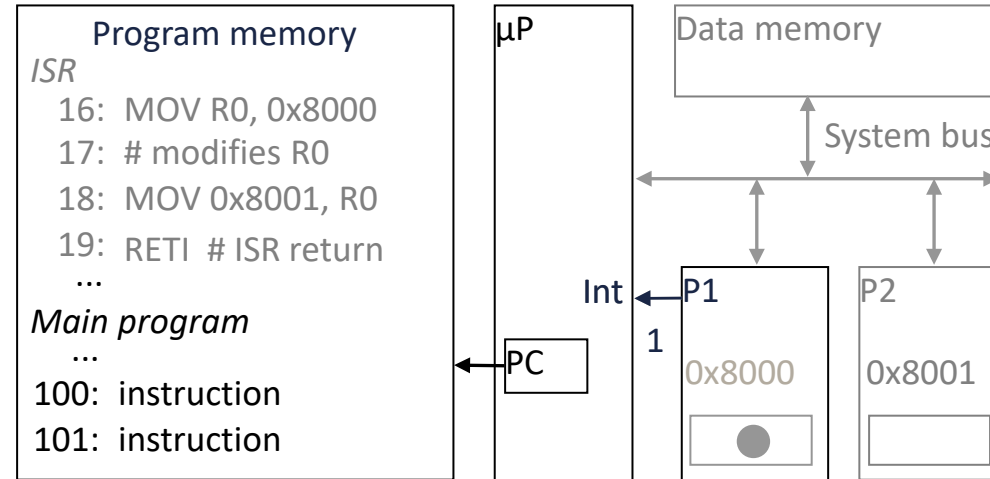 Program memory
ISR
16: MOV R0, 0x8000
17: # modifies R0
18: MOV 0x8001, R0
19: RETI # ISR return
...
Main program
...
100: instruction
101: instruction
μP
Int
1
PC
Data memory
System bus
P1
0x8000
P2
0x8001